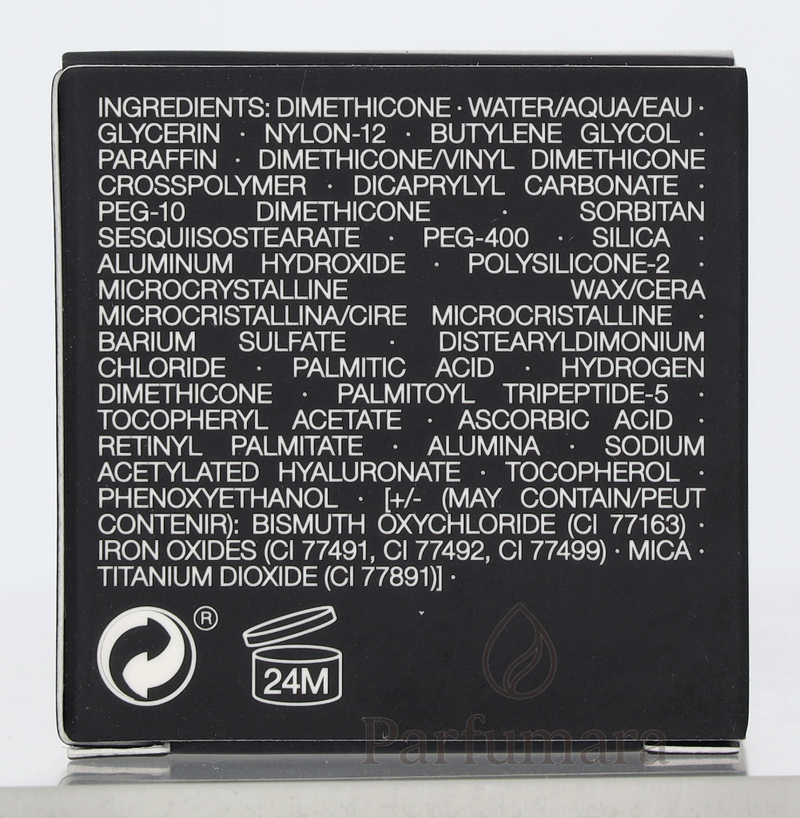 INGREDIENTS: DIMETHICONE · WATER/AQUA/EAU ·
GLYCERIN · NYLON-12 · BUTYLENE GLYCOL ·
PARAFFIN · DIMETHICONE/VINYL DIMETHICONE
CROSSPOLYMER · DICAPRYLYL CARBONATE ·
PEG-10 DIMETHICONE · SORBITAN
SESQUIISOSTEARATE · PEG-400 · SILICA ·
ALUMINUM HYDROXIDE · POLYSILICONE-2 ·
MICROCRYSTALLINE WAX/CERA
MICROCRISTALLINA/CIRE MICROCRISTALLINE ·
BARIUM SULFATE · DISTEARYLDIMONIUM
CHLORIDE · PALMITIC ACID · HYDROGEN
DIMETHICONE · PALMITOYL TRIPEPTIDE-5 ·
TOCOPHERYL ACETATE · ASCORBIC ACID ·
RETINYL PALMITATE · ALUMINA · SODIUM
ACETYLATED HYALURONATE · TOCOPHEROL ·
PHENOXYETHANOL · [+/- (MAY CONTAIN/PEUT
CONTENIR): BISMUTH OXYCHLORIDE (CI 77163) ·
IRON OXIDES (CI 77491, CI 77492, CI 77499) · MICA ·
TITANIUM DIOXIDE (CI 77891)] ·
®
24M
Parfumara